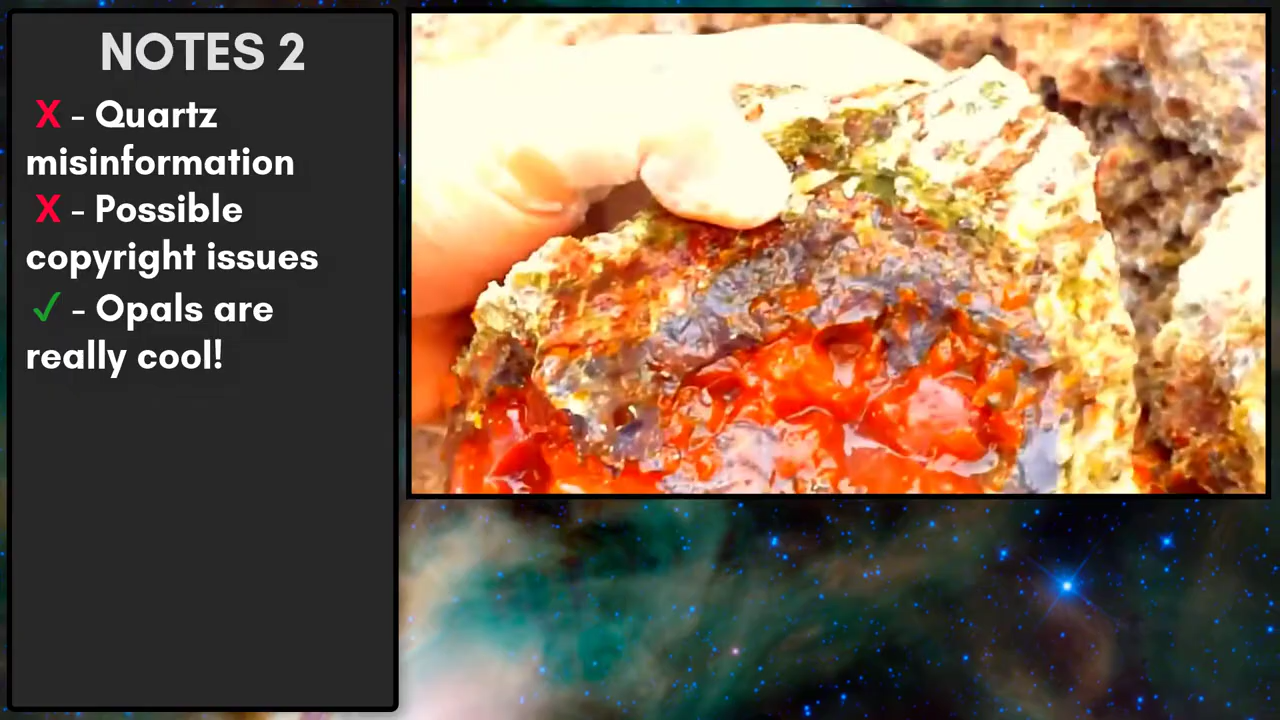 NOTES 2
X - Quartz
misinformation
X - Possible
copyright issues
✓ - Opals are
really cool!